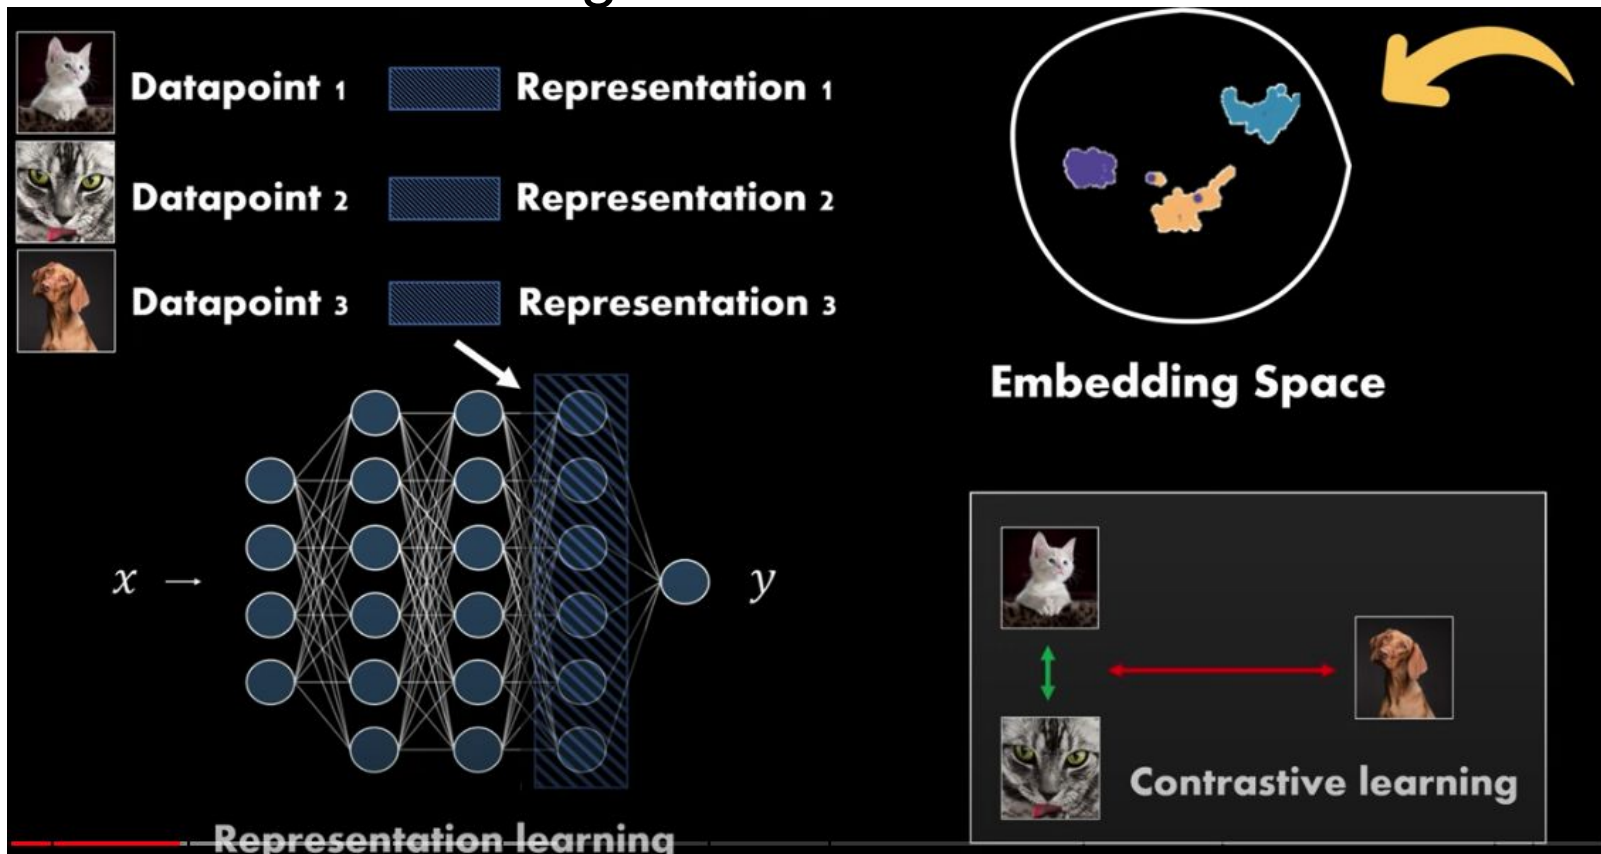 Datapoint 1
Representation 1
Datapoint 2
Representation 2
Datapoint 3
Representation 3
Embedding Space
x →
y
Contrastive learning
Representation learning